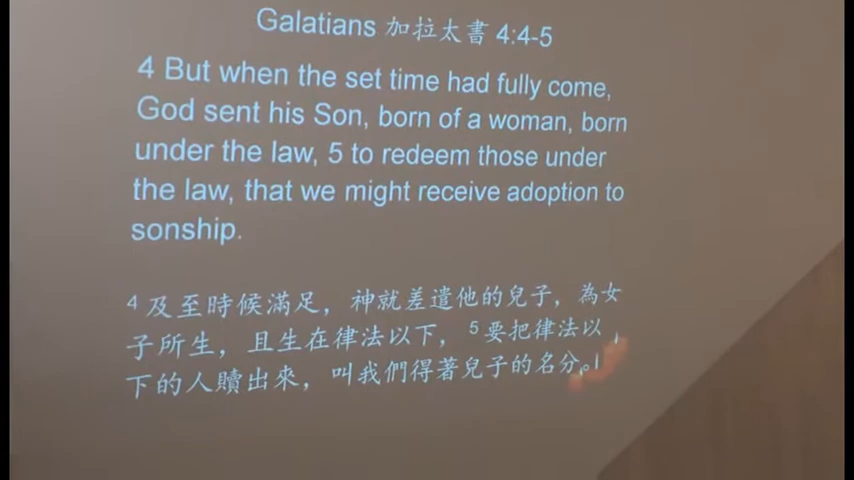 Galatians 加拉太書 4:4-5
4 But when the set time had fully come,
God sent his Son, born of a woman, born
under the law, 5 to redeem those under
the law, that we might receive adoption to
sonship.
4 及至時候滿足，神就差遣他的兒子，為女
子所生，且生在律法以下，5 要把律法以
下的人贖出來，叫我們得著兒子的名分。